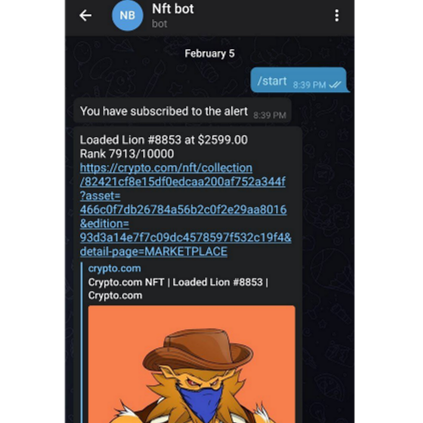 Nft bot
NB
bot
February 5
/start 8:39 PM
You have subscribed to the alert 8:39 PM
Loaded Lion #8853 at $2599.00
Rank 7913/10000
https://crypto.com/nft/collection
/82421cf8e15df0edcaa200af752a344f
?asset=
466c0f7db26784a56b2c0f2e29aa8016
&edition=
93d3a14e7f7c09dc4578597f532c19f4&
detail-page=MARKETPLACE
crypto.com
Crypto.com NFT | Loaded Lion #8853 |
Crypto.com